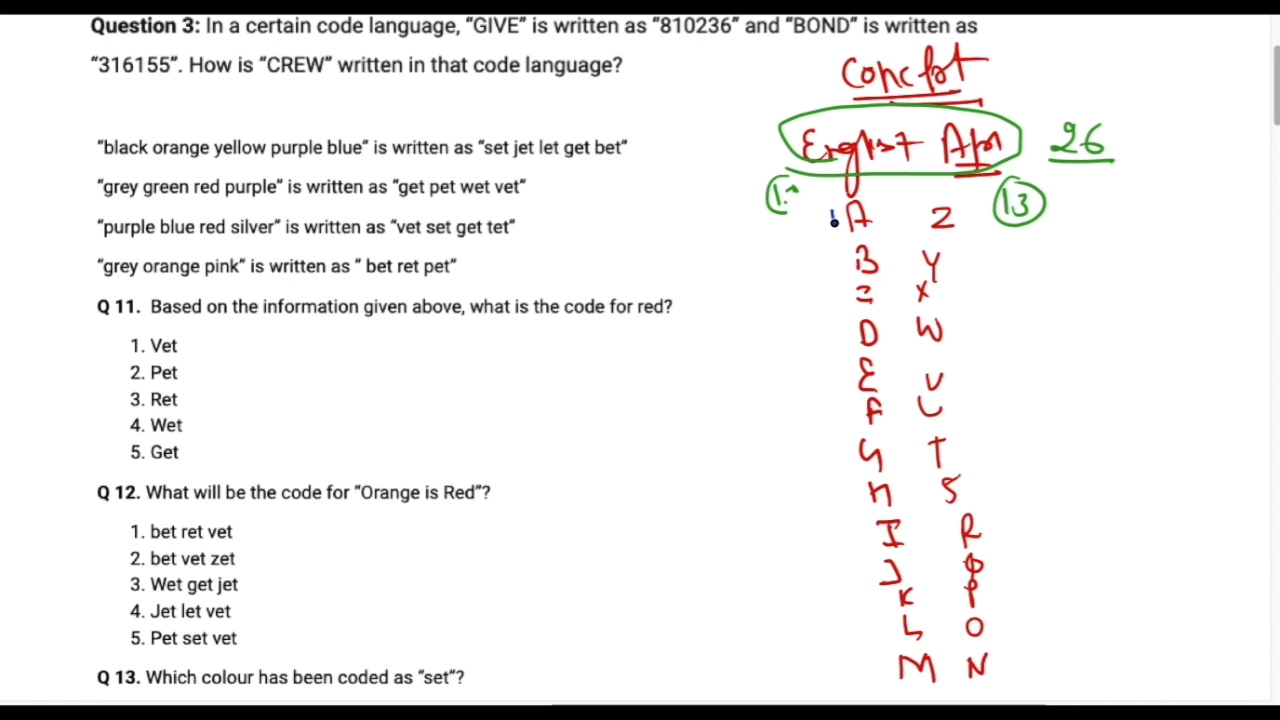 Question 3: In a certain code language, “GIVE” is written as “810236” and “BOND” is written as
“316155”. How is “CREW” written in that code language?
“black orange yellow purple blue” is written as “set jet let get bet”
“grey green red purple” is written as “get pet wet vet”
“purple blue red silver” is written as “vet set get tet”
“grey orange pink” is written as “ bet ret pet”
Q 11. Based on the information given above, what is the code for red?
1. Vet
2. Pet
3. Ret
4. Wet
5. Get
Q 12. What will be the code for “Orange is Red”?
1. bet ret vet
2. bet vet zet
3. Wet get jet
4. Jet let vet
5. Pet set vet
Q 13. Which colour has been coded as “set”?
26
13
A Z
B Y
X
D W
E V
F U
G T
H S
I R
J Q
K P
L O
M N